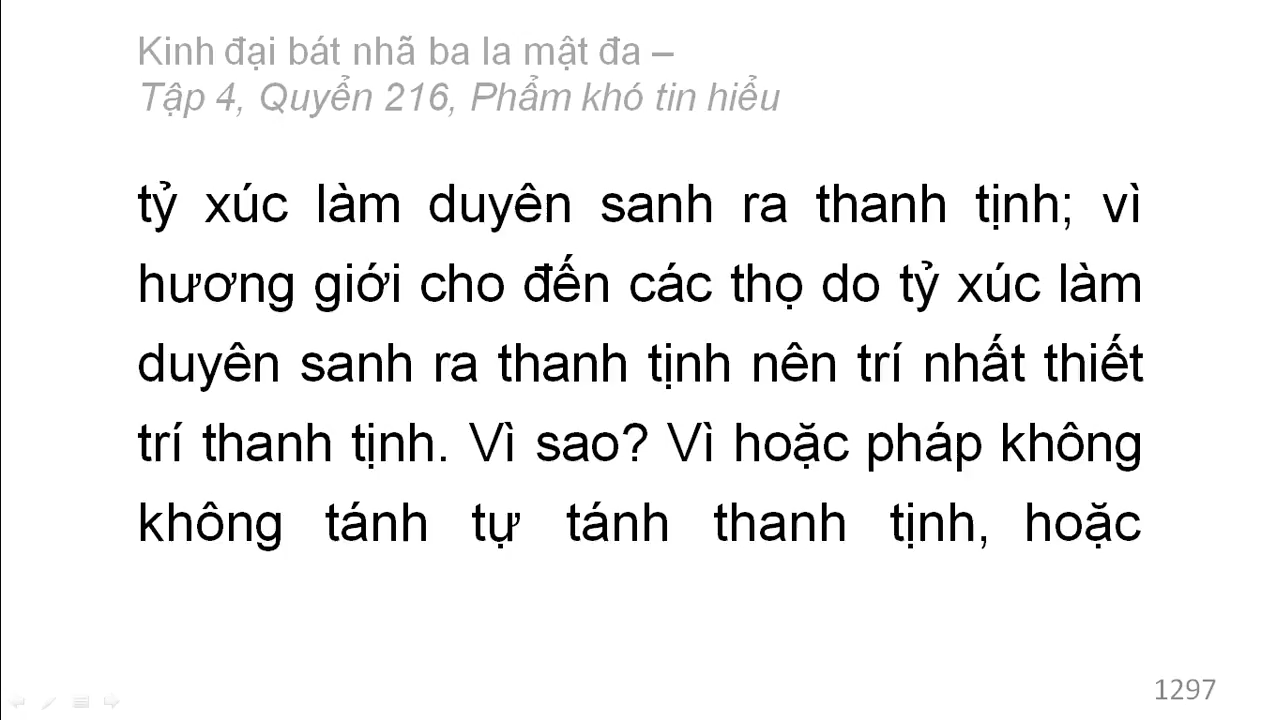 Kinh đại bát nhã ba la mật đa –
Tập 4, Quyển 216, Phẩm khó tin hiểu
tỷ xúc làm duyên sanh ra thanh tịnh; vì
hương giới cho đến các thọ do tỷ xúc làm
duyên sanh ra thanh tịnh nên trí nhất thiết
trí thanh tịnh. Vì sao? Vì hoặc pháp không
không tánh tự tánh thanh tịnh, hoặc
1297